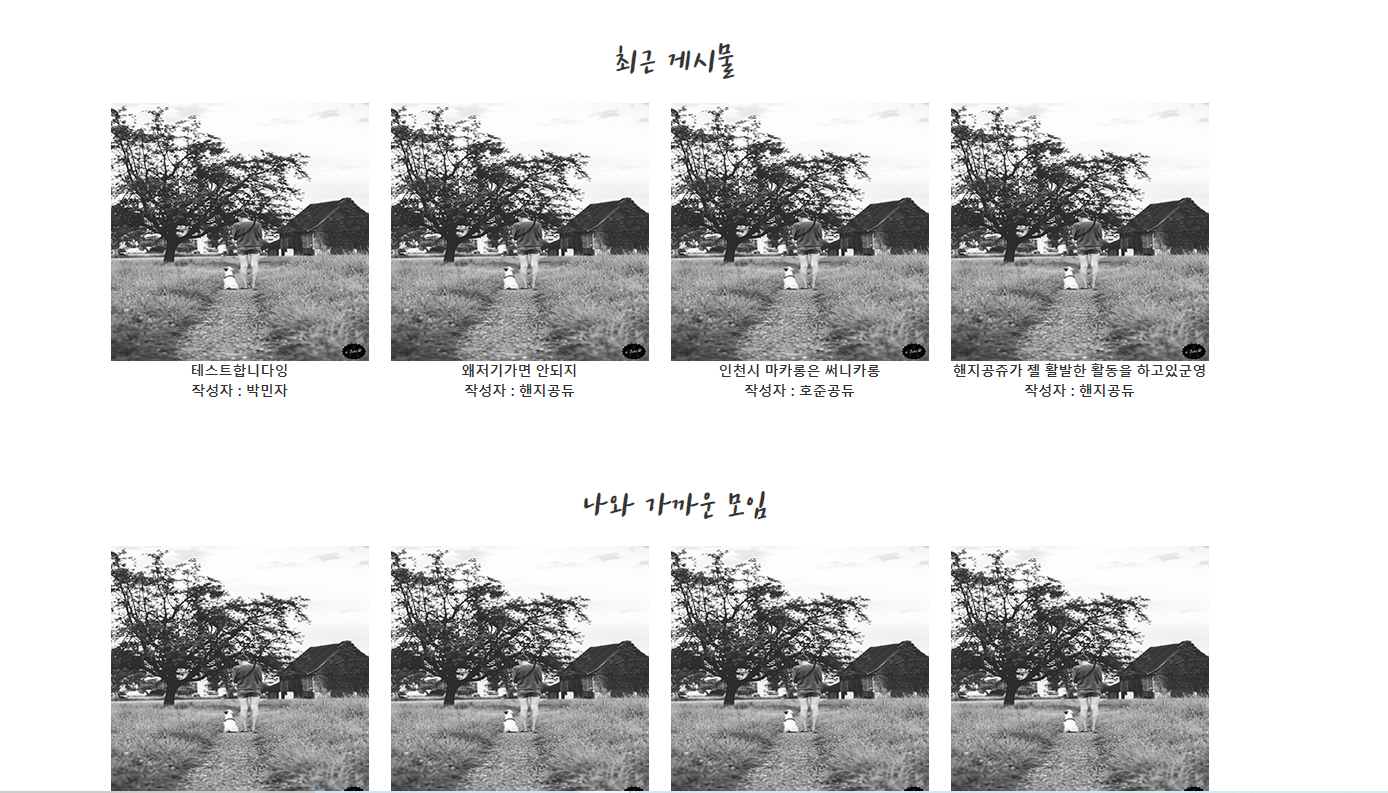 최근 게시물
테스트합니다잉
작성자 : 박민자
왜저기가면 안되지
작성자 : 핸지공듀
인천시 마카롱은 써니카롱
작성자 : 호준공듀
핸지공쥬가 젤 활발한 활동을 하고있군영
작성자 : 핸지공듀
나와 가까운 모임